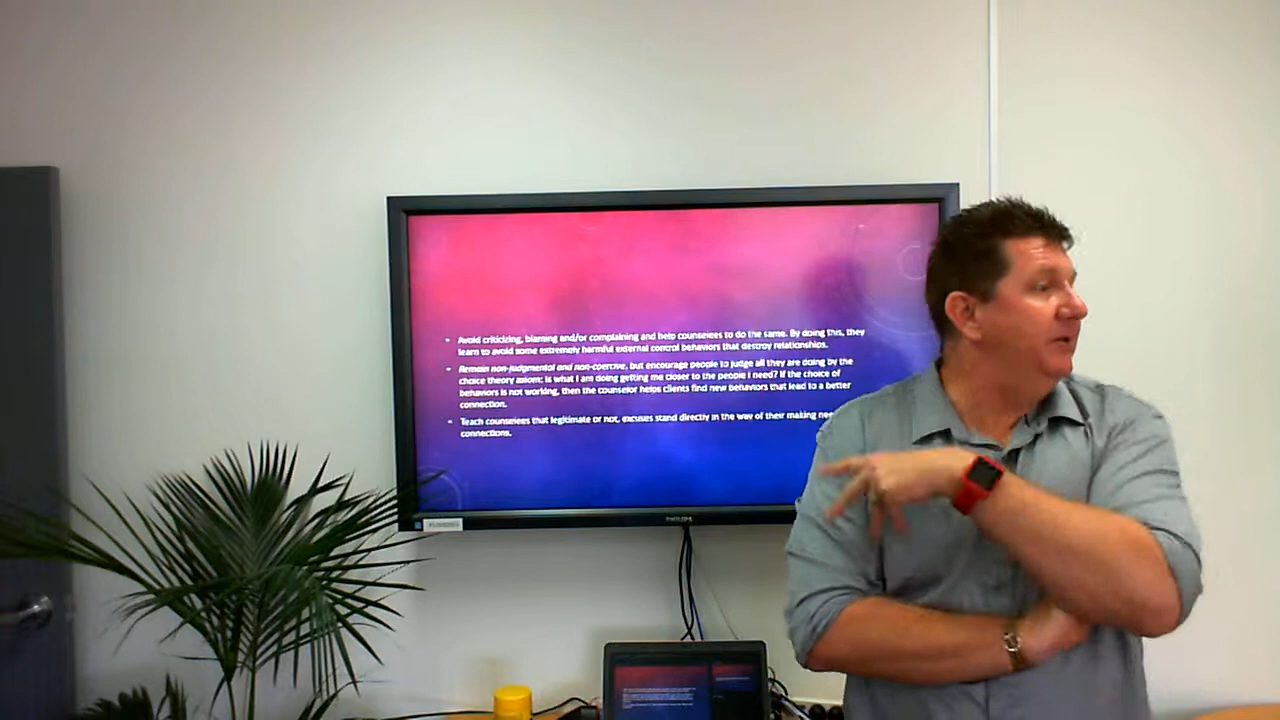 • Avoid criticizing, blaming and/or complaining and help counselees to do the same. By doing this, they
learn to avoid some extremely harmful external control behaviors that destroy relationships.
• Remain non-judgmental and non-coercive, but encourage people to judge all they are doing by the
choice theory axiom: Is what I am doing getting me closer to the people I need? If the choice of
behaviors is not working, then the counselor helps clients find new behaviors that lead to a better
connection.
• Teach counselees that legitimate or not, excuses stand directly in the way of their making nee
connections.
PHILIPS